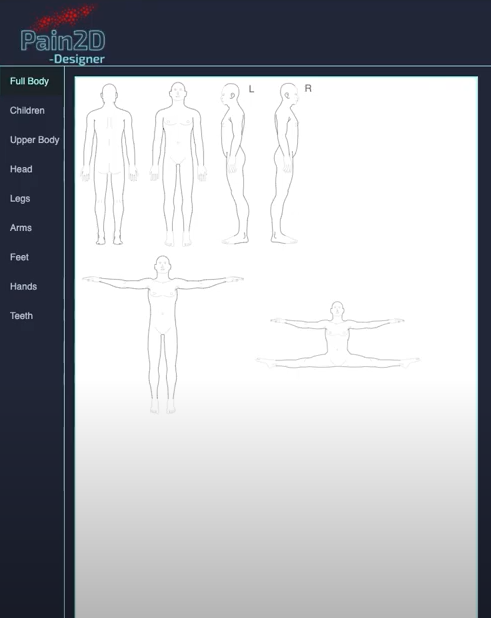 Pain2D
-Designer
Full Body
Children
Upper Body
Head
Legs
Arms
Feet
Hands
Teeth
L
R